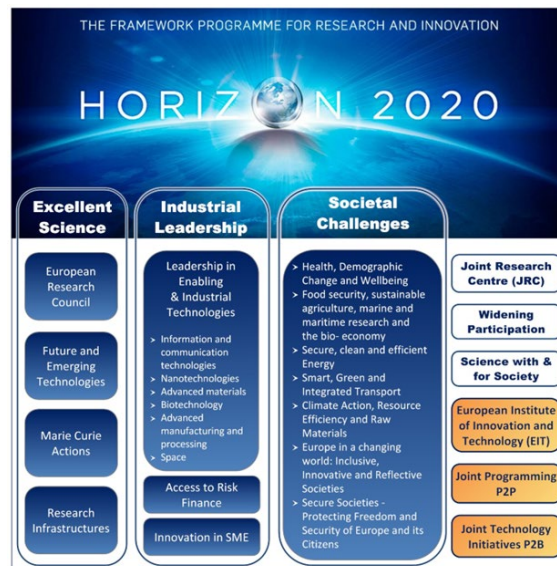 THE FRAMEWORK PROGRAMME FOR RESEARCH AND INNOVATION
HORIZON 2020
Excellent
Science
European
Research
Council
Future and
Emerging
Technologies
Marie Curie
Actions
Research
Infrastructures
Industrial
Leadership
Leadership in
Enabling
& Industrial
Technologies
➢ Information and
communication
technologies
➢ Nanotechnologies
➢ Advanced materials
➢ Biotechnology
➢ Advanced
manufacturing and
processing
➢ Space
Access to Risk
Finance
Innovation in SME
Societal
Challenges
➢ Health, Demographic
Change and Wellbeing
➢ Food security, sustainable
agriculture, marine and
maritime research and
the bio- economy
➢ Secure, clean and efficient
Energy
➢ Smart, Green and
Integrated Transport
➢ Climate Action, Resource
Efficiency and Raw
Materials
➢ Europe in a changing
world: Inclusive,
Innovative and Reflective
Societies
➢ Secure Societies -
Protecting Freedom and
Security of Europe and its
Citizens
Joint Research
Centre (JRC)
Widening
Participation
Science with &
for Society
European Institute
of Innovation and
Technology (EIT)
Joint Programming
P2P
Joint Technology
Initiatives P2B